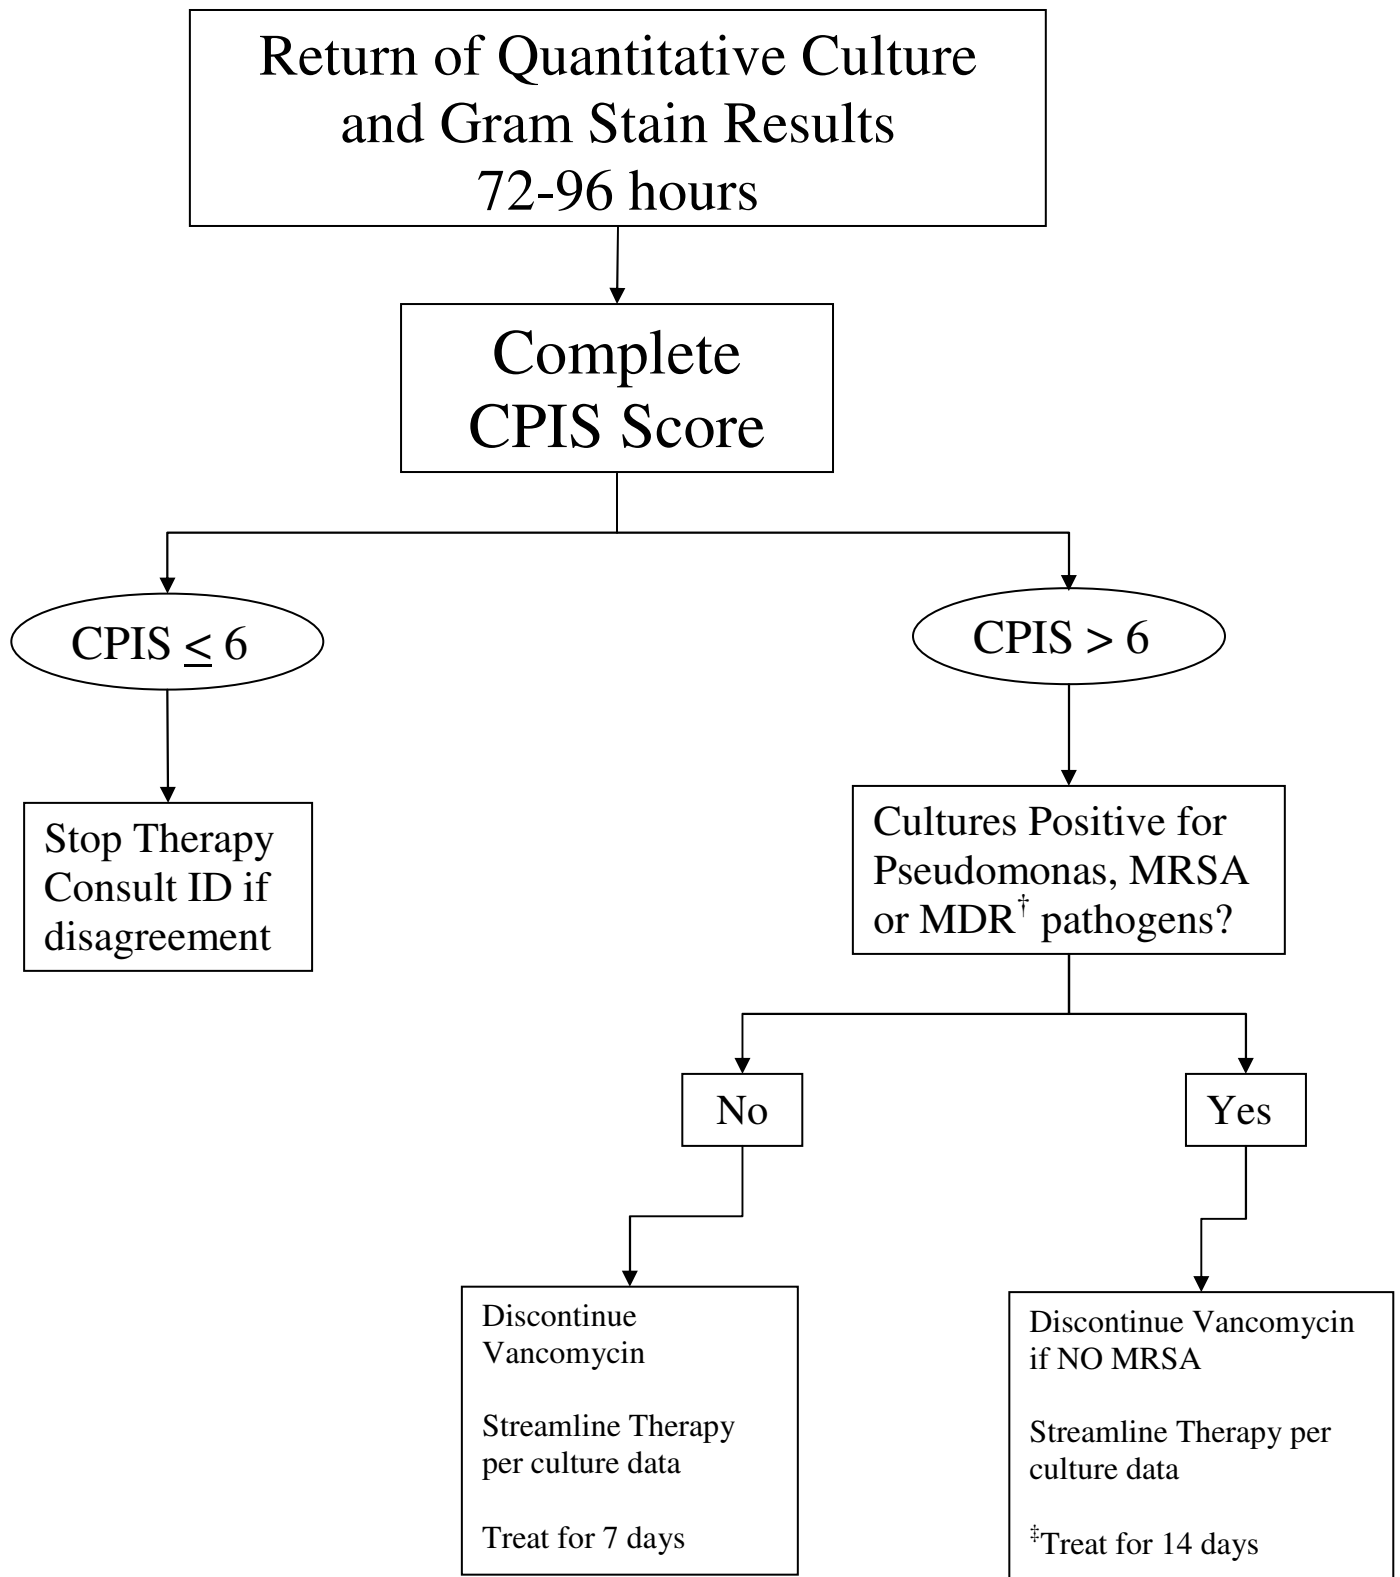 Return of Quantitative Culture
and Gram Stain Results
72-96 hours
Complete
CPIS Score
CPIS ≤ 6
CPIS > 6
Stop Therapy
Consult ID if
disagreement
Cultures Positive for
Pseudomonas, MRSA
or MDR† pathogens?
No
Yes
Discontinue
Vancomycin
Streamline Therapy
per culture data
Treat for 7 days
Discontinue Vancomycin
if NO MRSA
Streamline Therapy per
culture data
‡Treat for 14 days